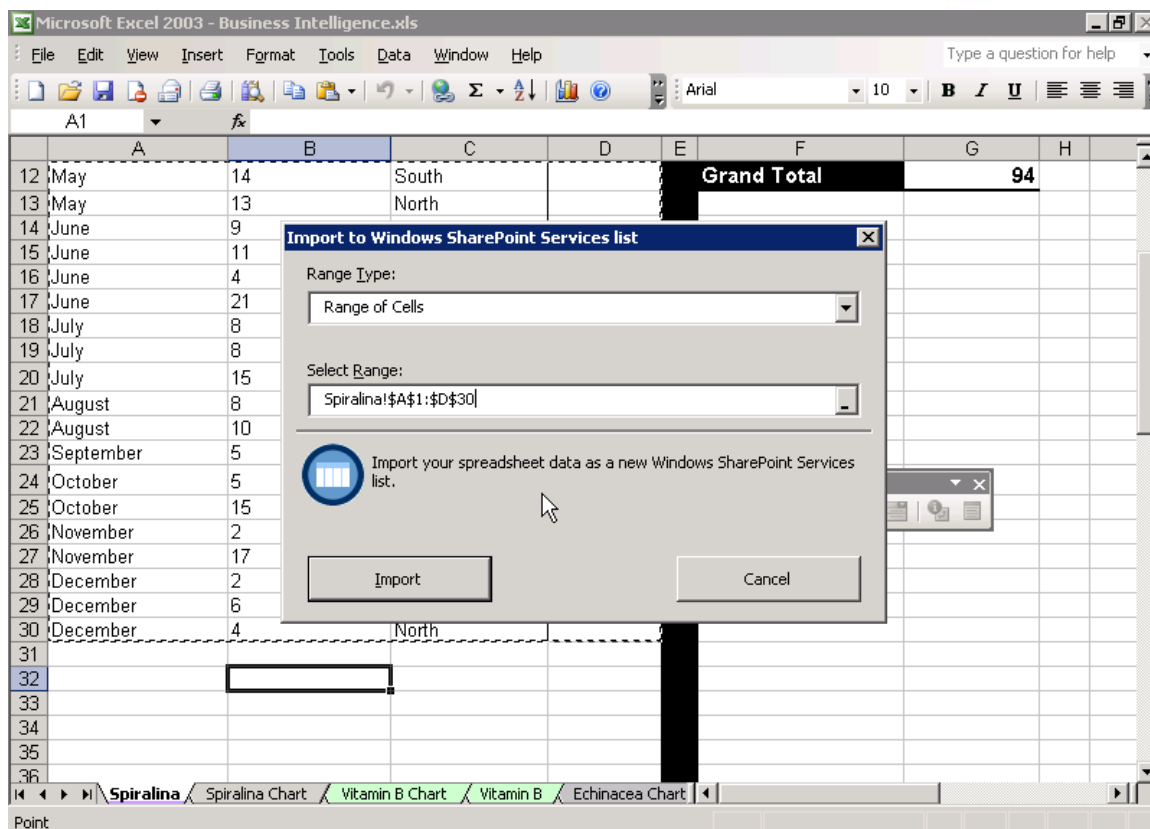 Microsoft Excel 2003 - Business Intelligence.xls
File Edit View Insert Format Tools Data Window Help Type a question for help
Arial 10 B I U
A1 fx
A B C D E F G H
12 May 14 South Grand Total 94
13 May 13 North
14 June 9
15 June 11
16 June 4
17 June 21
18 July 8
19 July 8
20 July 15
21 August 8
22 August 10
23 September 5
24 October 5
25 October 15
26 November 2
27 November 17
28 December 2
29 December 6
30 December 4 North
31
32
33
34
35
36
Import to Windows SharePoint Services list
Range Type:
Range of Cells
Select Range:
Spiralina!$A$1:$D$30
Import your spreadsheet data as a new Windows SharePoint Services
list.
Import Cancel
Spiralina Spiralina Chart Vitamin B Chart Vitamin B Echinacea Chart
Point